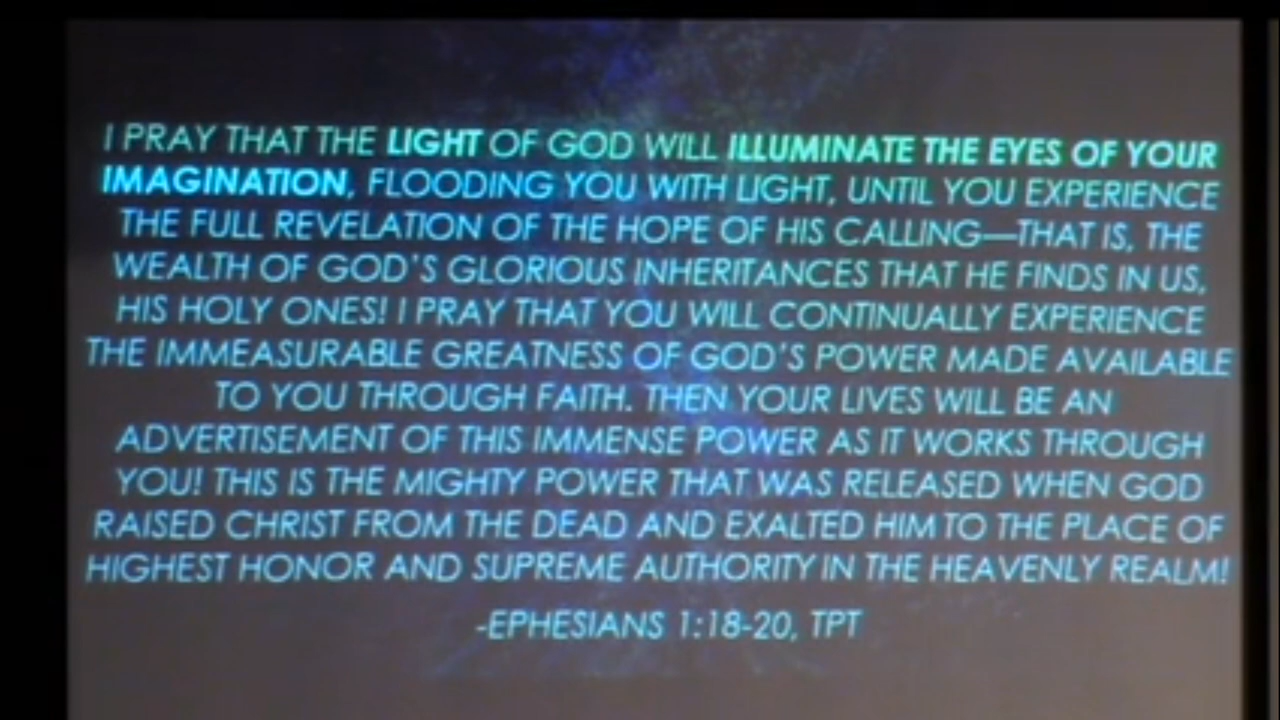 I PRAY THAT THE LIGHT OF GOD WILL ILLUMINATE THE EYES OF YOUR
IMAGINATION, FLOODING YOU WITH LIGHT, UNTIL YOU EXPERIENCE
THE FULL REVELATION OF THE HOPE OF HIS CALLING—THAT IS, THE
WEALTH OF GOD'S GLORIOUS INHERITANCES THAT HE FINDS IN US,
HIS HOLY ONES! I PRAY THAT YOU WILL CONTINUALLY EXPERIENCE
THE IMMEASURABLE GREATNESS OF GOD'S POWER MADE AVAILABLE
TO YOU THROUGH FAITH. THEN YOUR LIVES WILL BE AN
ADVERTISEMENT OF THIS IMMENSE POWER AS IT WORKS THROUGH
YOU! THIS IS THE MIGHTY POWER THAT WAS RELEASED WHEN GOD
RAISED CHRIST FROM THE DEAD AND EXALTED HIM TO THE PLACE OF
HIGHEST HONOR AND SUPREME AUTHORITY IN THE HEAVENLY REALM!
-EPHESIANS 1:18-20, TPT